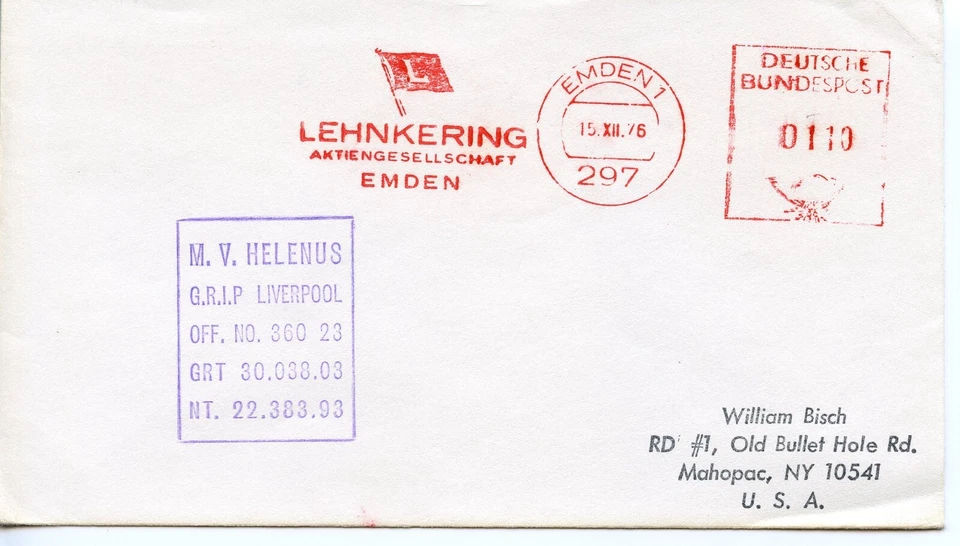 L
LEHNKERING
AKTIENGESELLSCHAFT
EMDEN
EMDEN 1
15.XII.76
297
DEUTSCHE
BUNDESPOST
0110
M. V. HELENUS
G.R.I.P LIVERPOOL
OFF. NO. 360 23
GRT 30.038.03
NT. 22.383.93
William Bisch
RD #1, Old Bullet Hole Rd.
Mahopac, NY 10541
U. S. A.